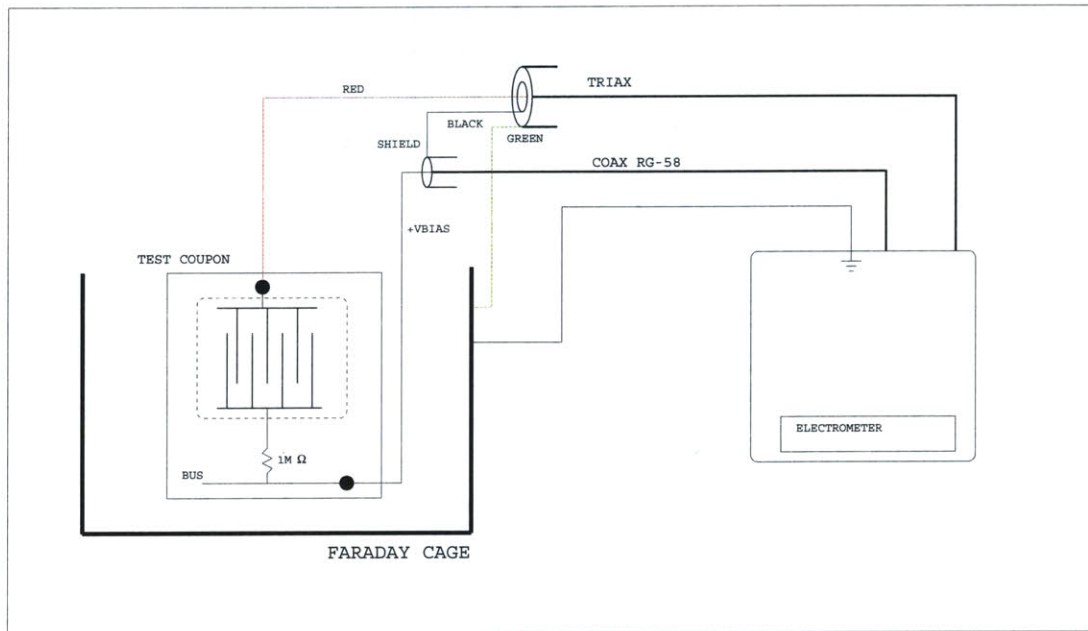 RED
TRIAX
BLACK
GREEN
SHIELD
COAX RG-58
+VBIAS
TEST COUPON
1M Ω
BUS
ELECTROMETER
FARADAY CAGE